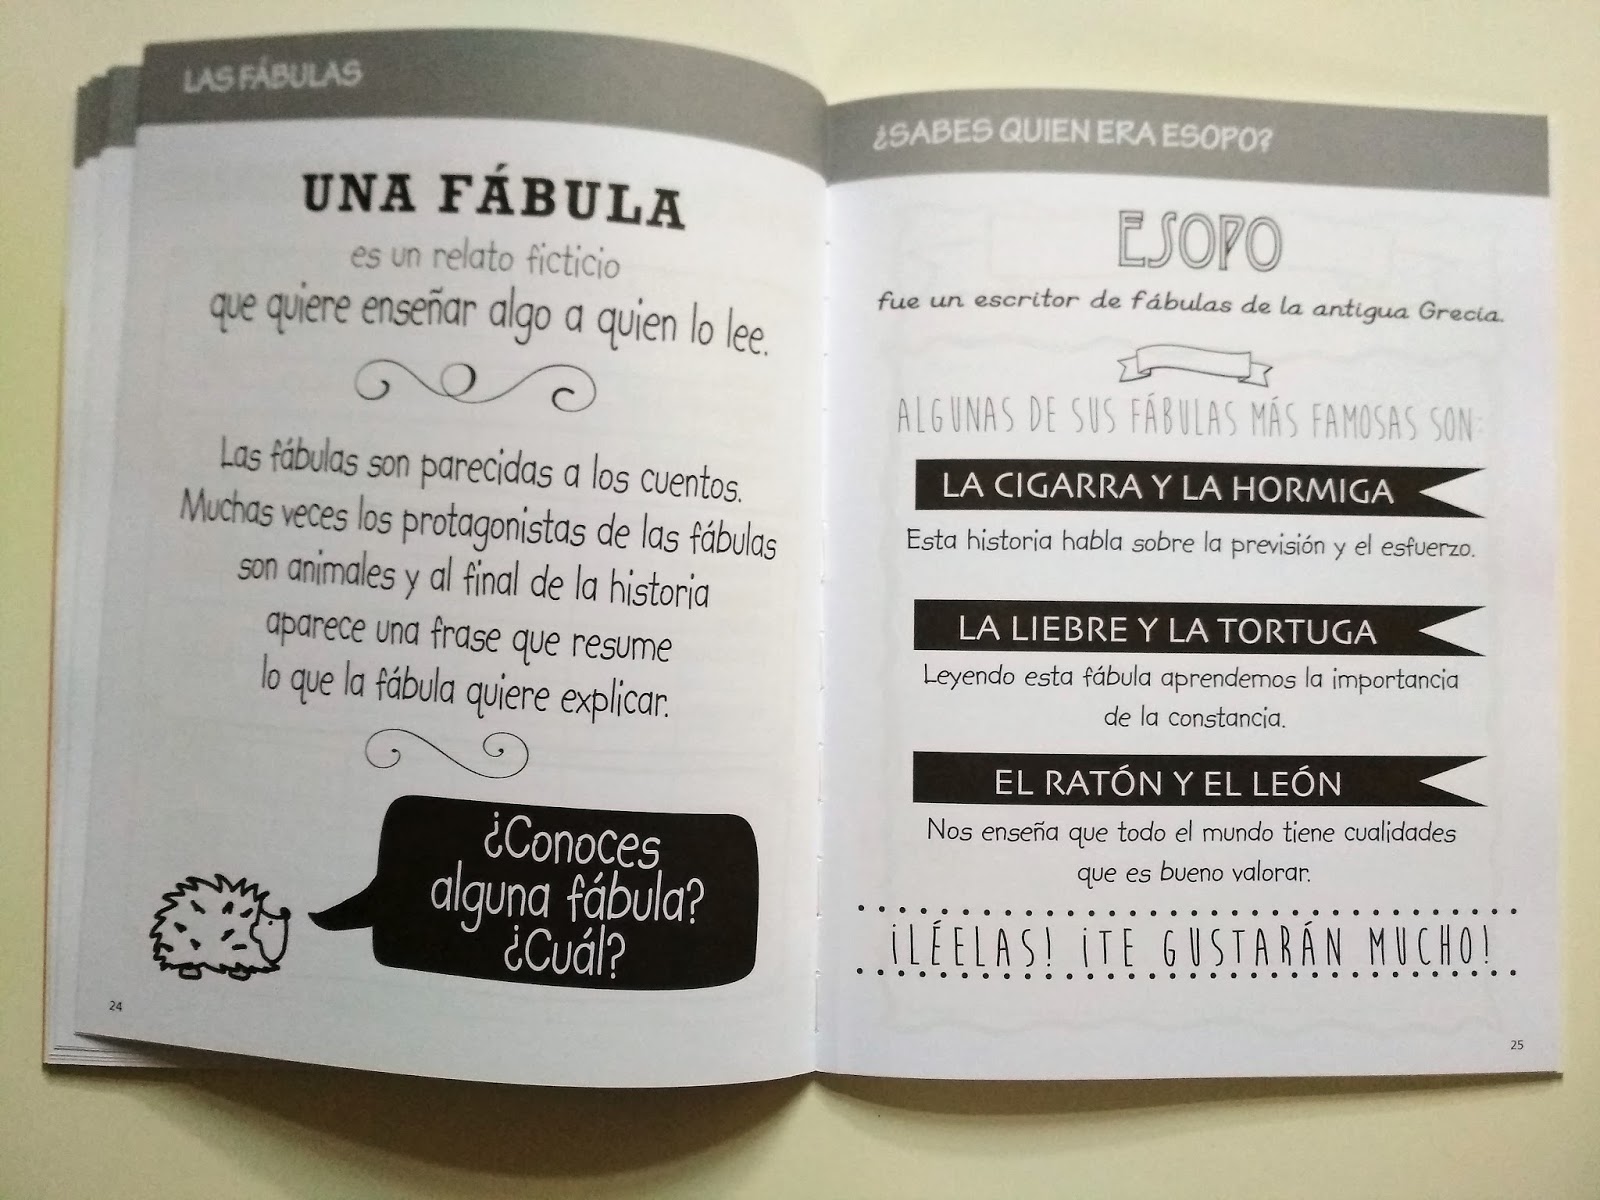 LAS FÁBULAS
UNA FÁBULA
es un relato ficticio
que quiere enseñar algo a quien lo lee.
Las fábulas son parecidas a los cuentos.
Muchas veces los protagonistas de las fábulas
son animales y al final de la historia
aparece una frase que resume
lo que la fábula quiere explicar.
¿Conoces
alguna fábula?
¿Cuál?
24
¿SABES QUIEN ERA ESOPO?
ESOPO
fue un escritor de fábulas de la antigua Grecia.
ALGUNAS DE SUS FÁBULAS MÁS FAMOSAS SON:
LA CIGARRA Y LA HORMIGA
Esta historia habla sobre la previsión y el esfuerzo.
LA LIEBRE Y LA TORTUGA
Leyendo esta fábula aprendemos la importancia
de la constancia.
EL RATÓN Y EL LEÓN
Nos enseña que todo el mundo tiene cualidades
que es bueno valorar.
¡LÉELAS! ¡TE GUSTARÁN MUCHO!
25